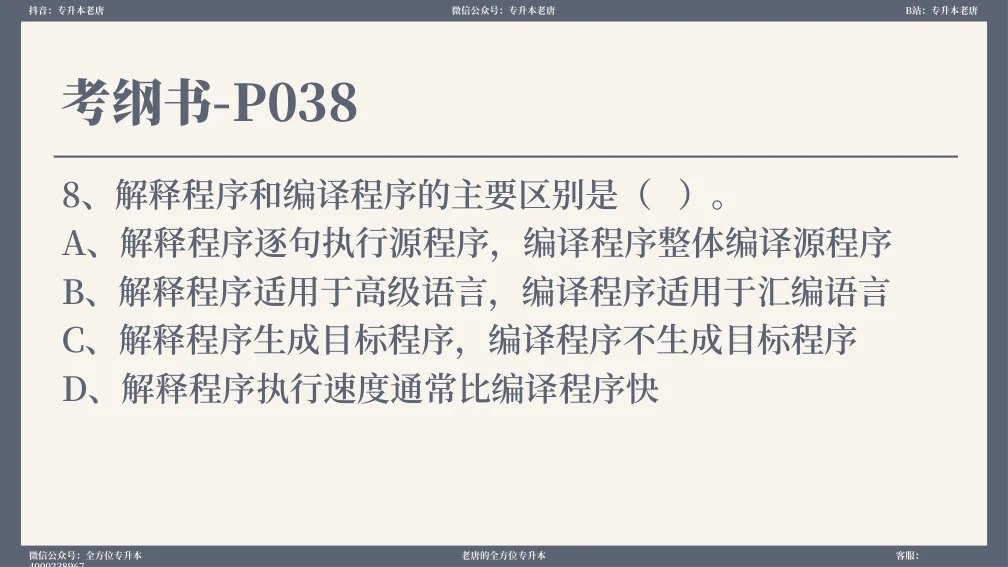 抖音：专升本老唐
微信公众号：专升本老唐
B站：专升本老唐
考纲书-P038
8、解释程序和编译程序的主要区别是（ ）。
A、解释程序逐句执行源程序，编译程序整体编译源程序
B、解释程序适用于高级语言，编译程序适用于汇编语言
C、解释程序生成目标程序，编译程序不生成目标程序
D、解释程序执行速度通常比编译程序快
微信公众号：全方位专升本
老唐的全方位专升本
客服：
4000238967